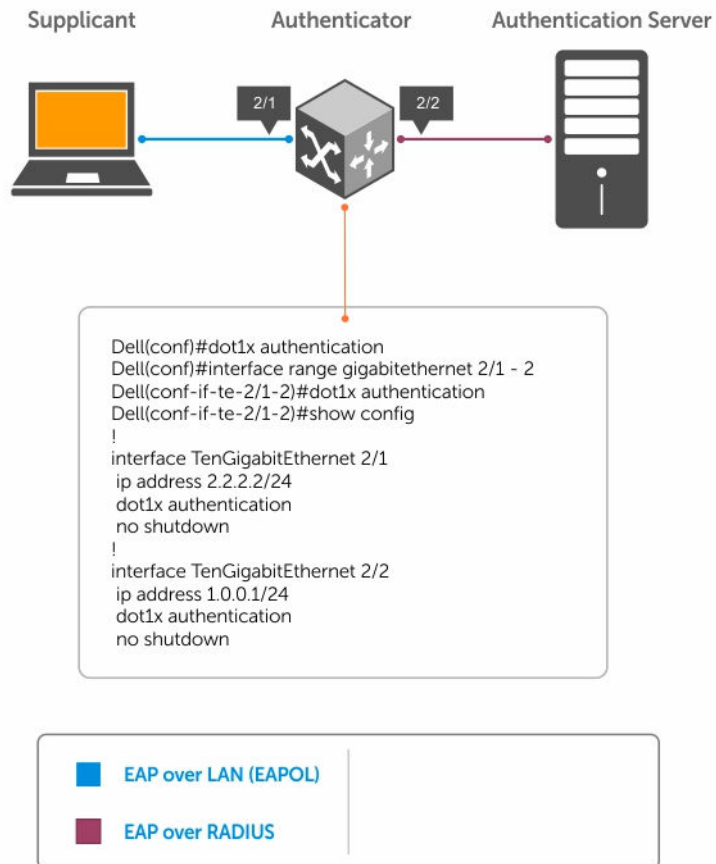 Supplicant
Authenticator
Authentication Server
2/1
2/2
Dell(conf)#dot1x authentication
Dell(conf)#interface range gigabitethernet 2/1 - 2
Dell(conf-if-te-2/1-2)#dot1x authentication
Dell(conf-if-te-2/1-2)#show config
!
interface TenGigabitEthernet 2/1
ip address 2.2.2.2/24
dot1x authentication
no shutdown
!
interface TenGigabitEthernet 2/2
ip address 1.0.0.1/24
dot1x authentication
no shutdown
EAP over LAN (EAPOL)
EAP over RADIUS